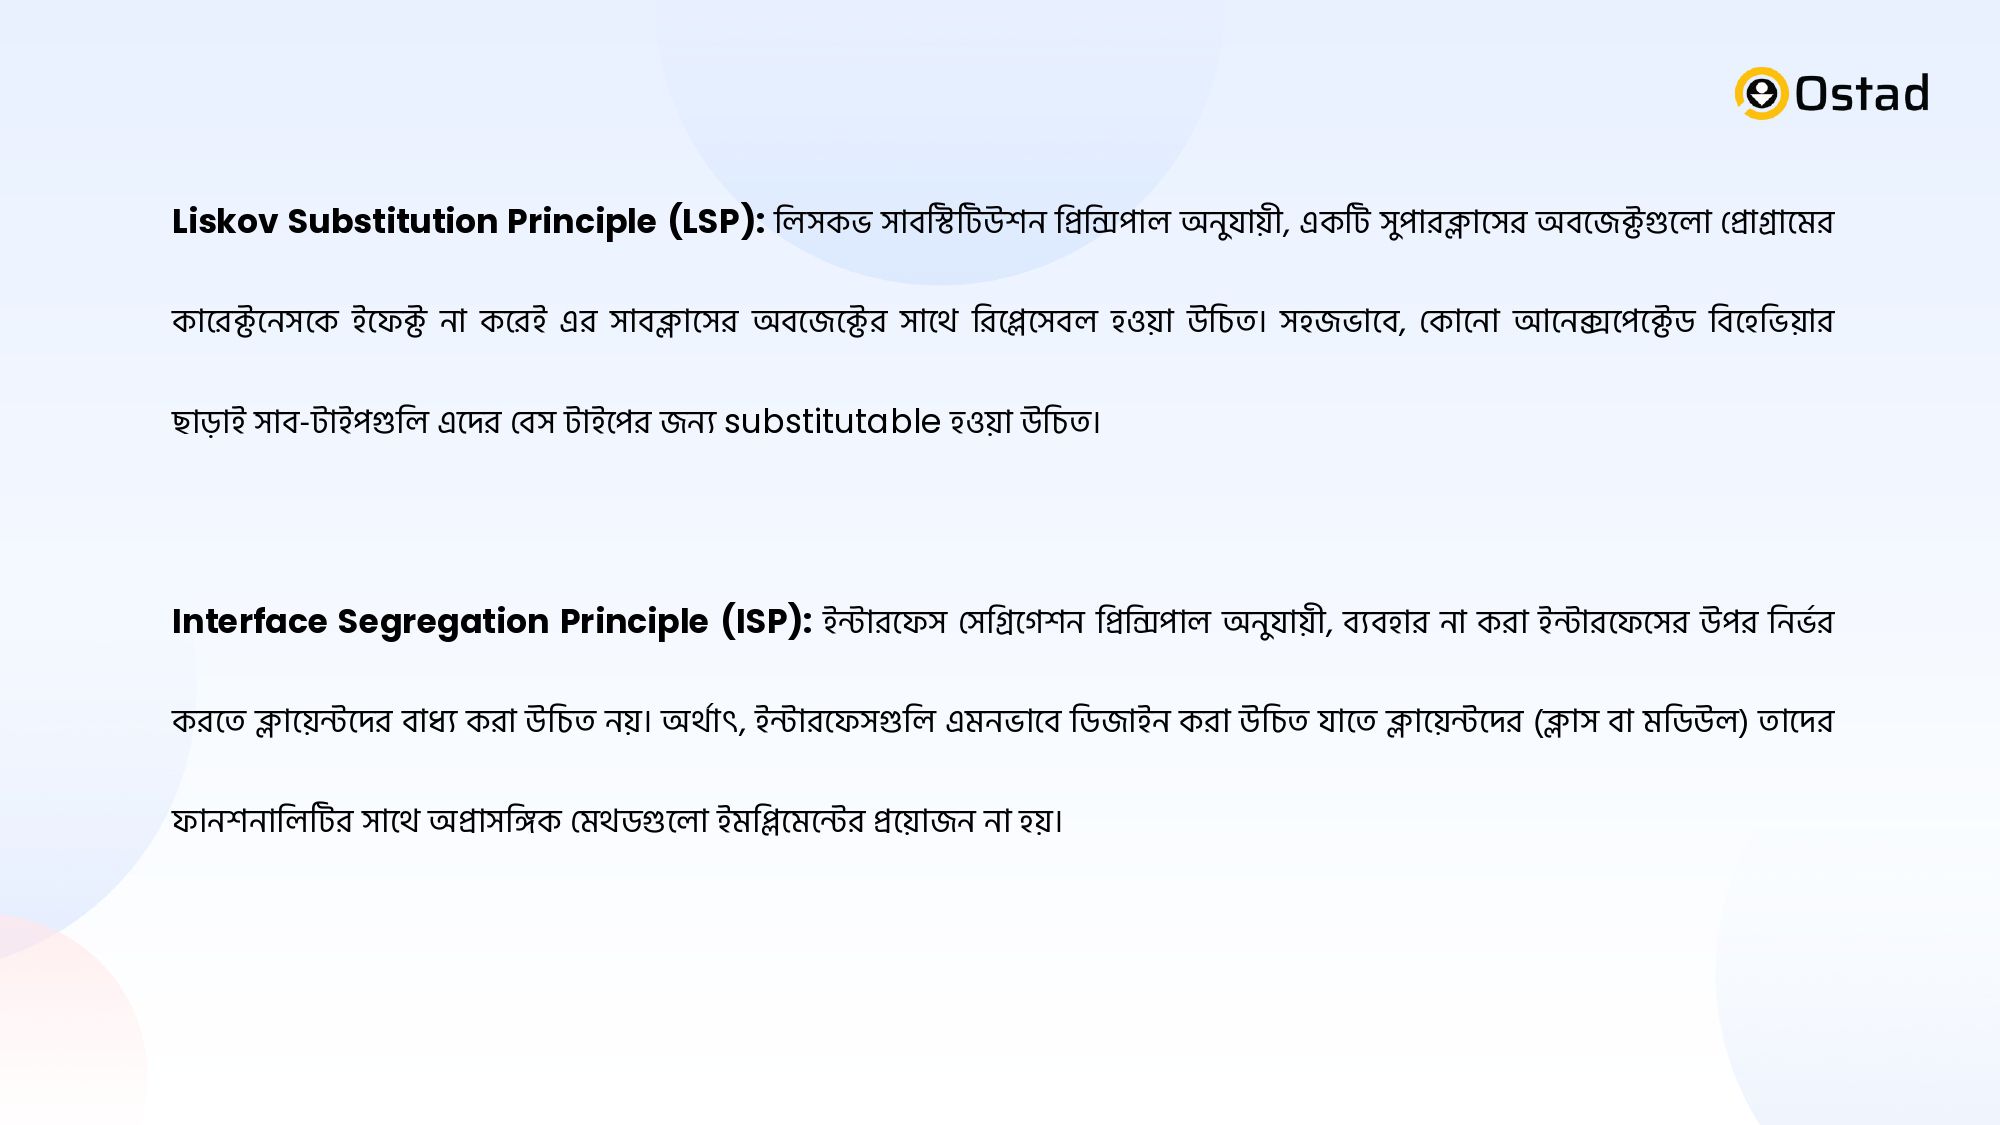 Ostad
Liskov Substitution Principle (LSP): লিসকভ সাবস্টিটিউশন প্রিন্সিপাল অনুযায়ী, একটি সুপারক্লাসের অবজেক্টগুলো প্রোগ্রামের
কারেক্টনেসকে ইফেক্ট না করেই এর সাবক্লাসের অবজেক্টের সাথে রিপ্লেসেবল হওয়া উচিত। সহজভাবে, কোনো আনেক্সপেক্টেড বিহেভিয়ার
ছাড়াই সাব-টাইপগুলি এদের বেস টাইপের জন্য substitutable হওয়া উচিত।
Interface Segregation Principle (ISP): ইন্টারফেস সেগ্রিগেশন প্রিন্সিপাল অনুযায়ী, ব্যবহার না করা ইন্টারফেসের উপর নির্ভর
করতে ক্লায়েন্টদের বাধ্য করা উচিত নয়। অর্থাৎ, ইন্টারফেসগুলি এমনভাবে ডিজাইন করা উচিত যাতে ক্লায়েন্টদের (ক্লাস বা মডিউল) তাদের
ফানশনালিটির সাথে অপ্রাসঙ্গিক মেথডগুলো ইমপ্লিমেন্টের প্রয়োজন না হয়।